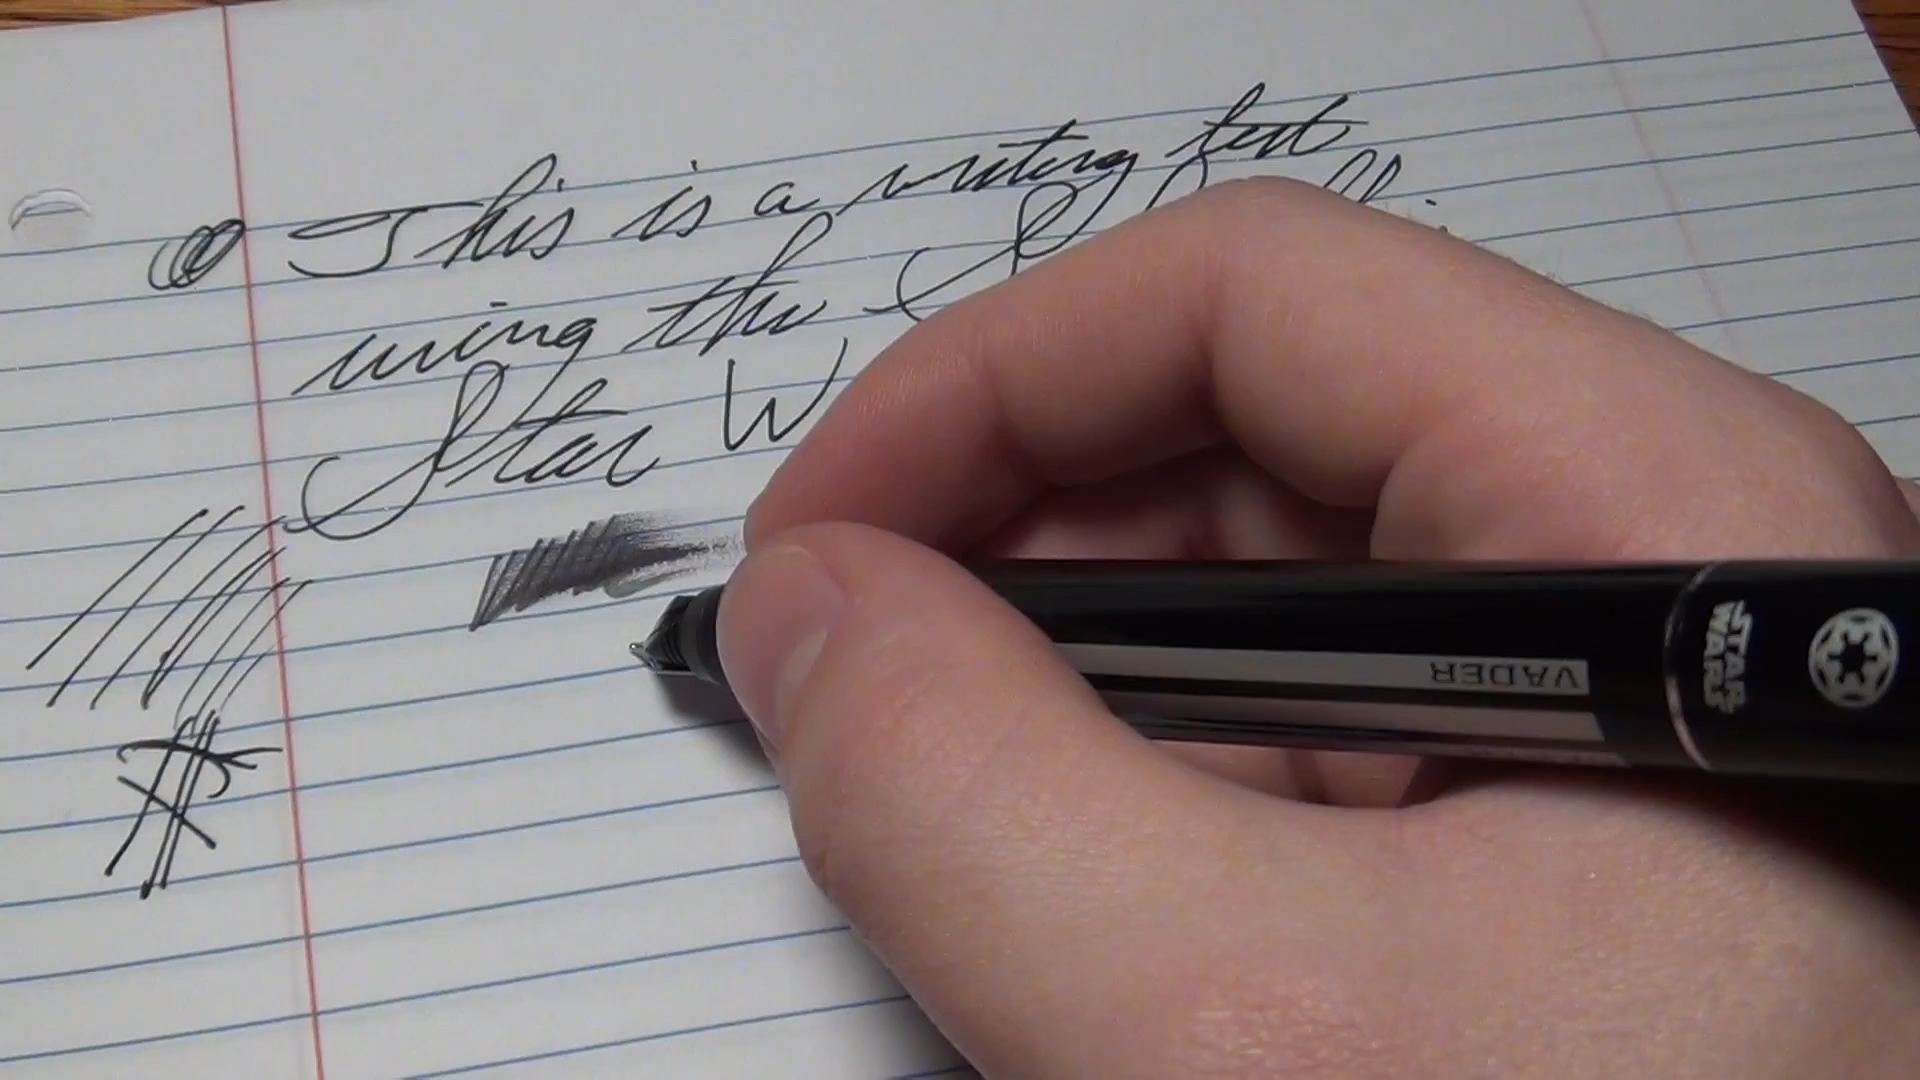 This is a writing test
using the
Star W
VADER
STAR
WARS